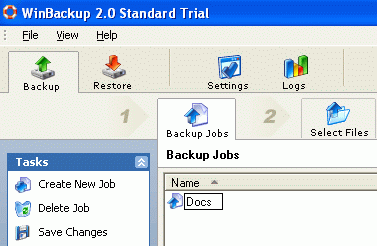 WinBackup 2.0 Standard Trial
File View Help
Backup Restore Settings Logs
1 Backup Jobs 2 Select Files
Tasks
Create New Job
Delete Job
Save Changes
Backup Jobs
Name
Docs